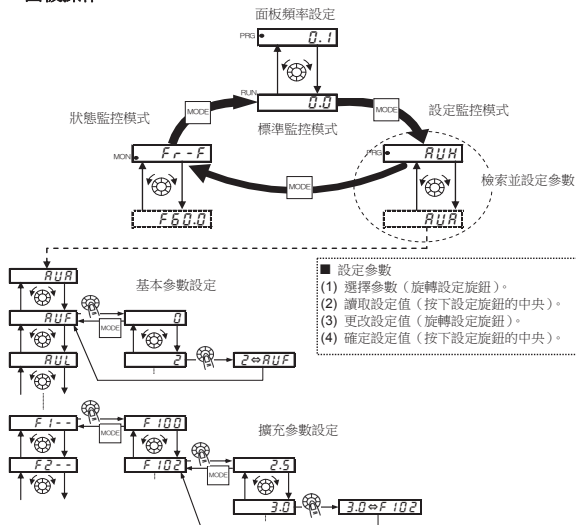 面板頻率設定
PRG
0.1
RUN
0.0
MODE
MODE
狀態監控模式
標準監控模式
設定監控模式
MON
Fr-F
PRG
AUH
MODE
檢索並設定參數
F60.0
AUA
AUA
基本參數設定
AUF
MODE
0
AUL
2
2⇔AUF
■ 設定參數
(1) 選擇參數（旋轉設定旋鈕）。
(2) 讀取設定值（按下設定旋鈕的中央）。
(3) 更改設定值（旋轉設定旋鈕）。
(4) 確定設定值（按下設定旋鈕的中央）。
F1--
MODE
F100
擴充參數設定
F2--
F102
MODE
2.5
3.0
3.0⇔F102